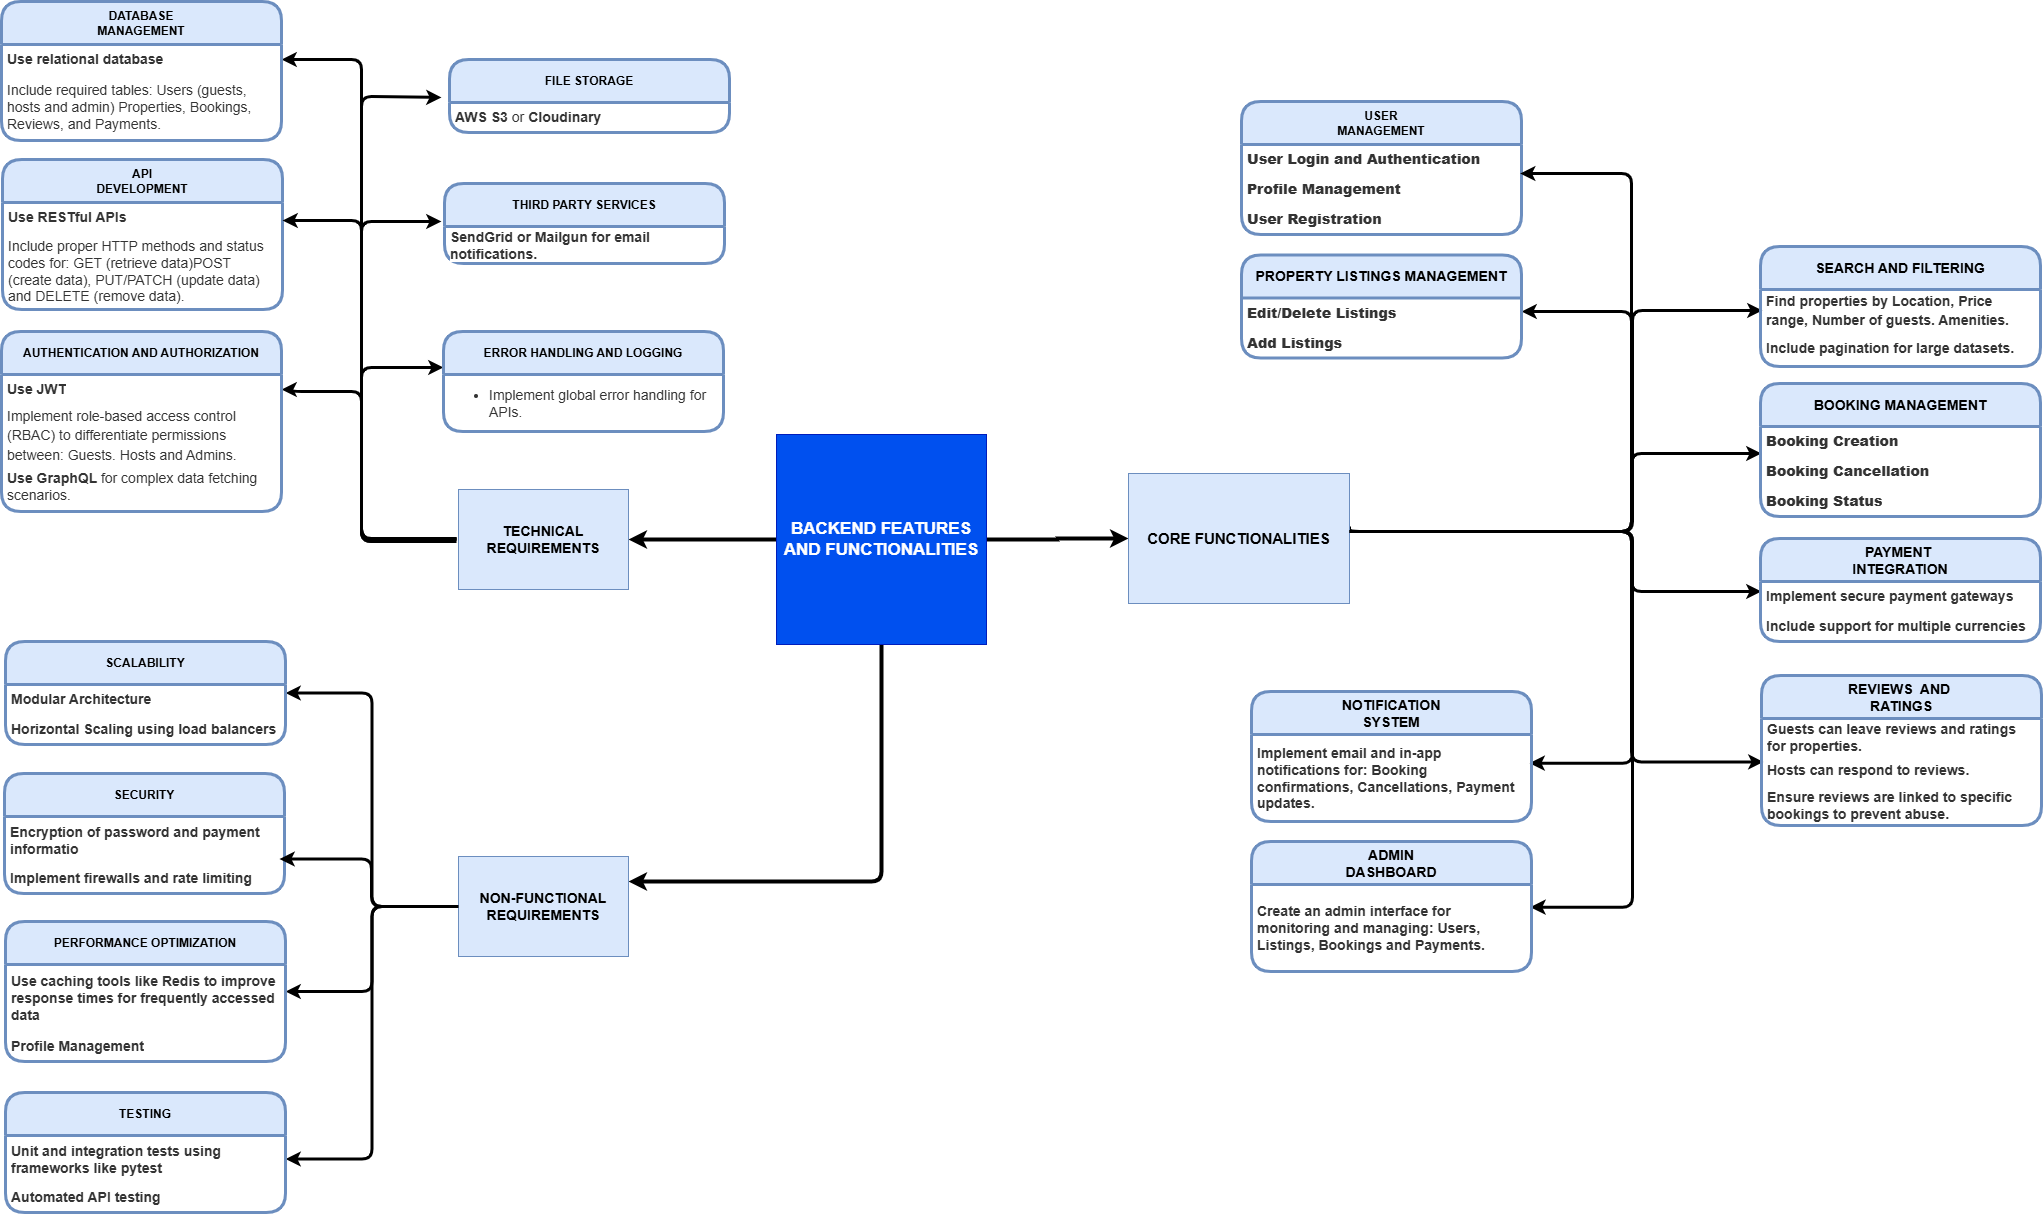 DATABASE
MANAGEMENT
Use relational database
Include required tables: Users (guests,
hosts and admin) Properties, Bookings,
Reviews, and Payments.
API
DEVELOPMENT
Use RESTful APIs
Include proper HTTP methods and status
codes for: GET (retrieve data)POST
(create data), PUT/PATCH (update data)
and DELETE (remove data).
AUTHENTICATION AND AUTHORIZATION
Use JWT
Implement role-based access control
(RBAC) to differentiate permissions
between: Guests. Hosts and Admins.
Use GraphQL for complex data fetching
scenarios.
FILE STORAGE
AWS S3 or Cloudinary
THIRD PARTY SERVICES
SendGrid or Mailgun for email
notifications.
ERROR HANDLING AND LOGGING
• Implement global error handling for
APIs.
TECHNICAL
REQUIREMENTS
BACKEND FEATURES
AND FUNCTIONALITIES
CORE FUNCTIONALITIES
USER
MANAGEMENT
User Login and Authentication
Profile Management
User Registration
PROPERTY LISTINGS MANAGEMENT
Edit/Delete Listings
Add Listings
SEARCH AND FILTERING
Find properties by Location, Price
range, Number of guests. Amenities.
Include pagination for large datasets.
BOOKING MANAGEMENT
Booking Creation
Booking Cancellation
Booking Status
PAYMENT
INTEGRATION
Implement secure payment gateways
Include support for multiple currencies
REVIEWS AND
RATINGS
Guests can leave reviews and ratings
for properties.
Hosts can respond to reviews.
Ensure reviews are linked to specific
bookings to prevent abuse.
NOTIFICATION
SYSTEM
Implement email and in-app
notifications for: Booking
confirmations, Cancellations, Payment
updates.
ADMIN
DASHBOARD
Create an admin interface for
monitoring and managing: Users,
Listings, Bookings and Payments.
SCALABILITY
Modular Architecture
Horizontal Scaling using load balancers
SECURITY
Encryption of password and payment
informatio
Implement firewalls and rate limiting
NON-FUNCTIONAL
REQUIREMENTS
PERFORMANCE OPTIMIZATION
Use caching tools like Redis to improve
response times for frequently accessed
data
Profile Management
TESTING
Unit and integration tests using
frameworks like pytest
Automated API testing